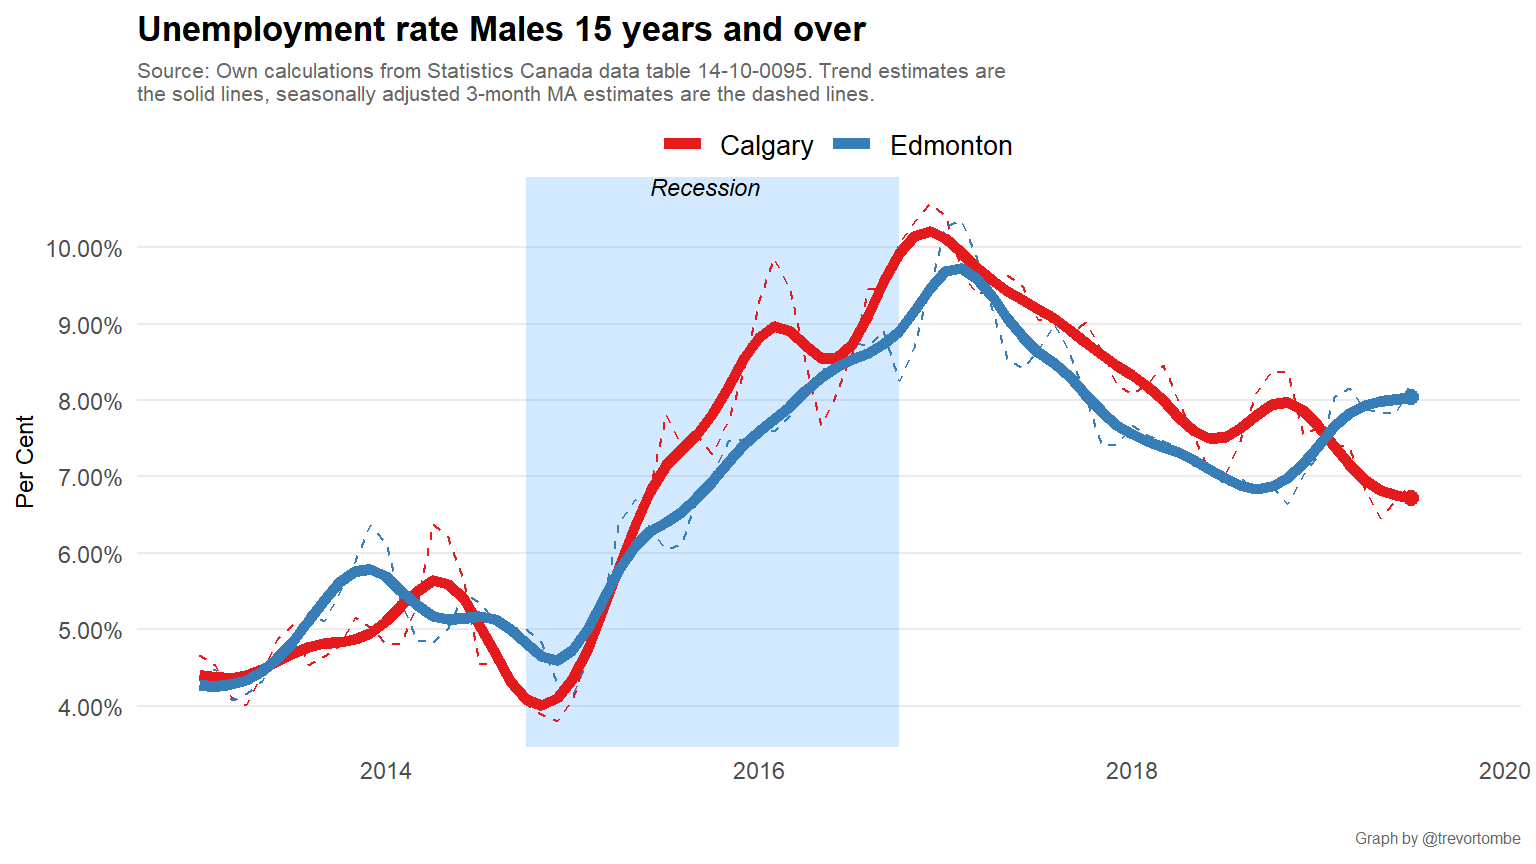 Unemployment rate Males 15 years and over
Source: Own calculations from Statistics Canada data table 14-10-0095. Trend estimates are
the solid lines, seasonally adjusted 3-month MA estimates are the dashed lines.
Calgary Edmonton
Recession
10.00%
9.00%
8.00%
7.00%
6.00%
5.00%
4.00%
Per Cent
2014 2016 2018 2020
Graph by @trevortombe